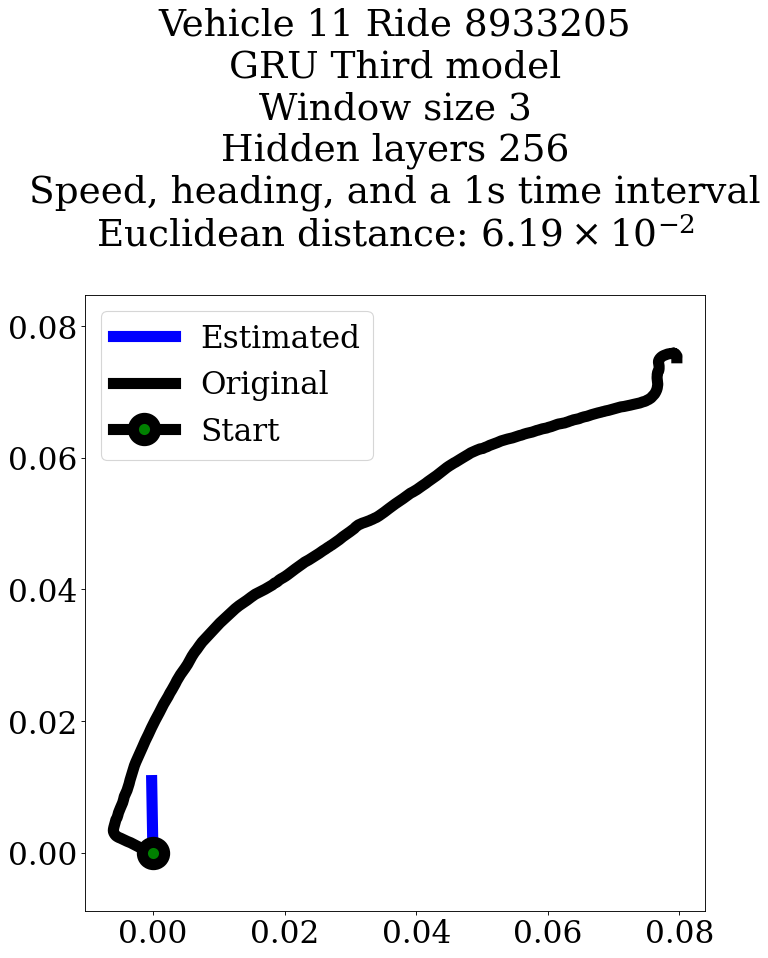 Vehicle 11 Ride 8933205
GRU Third model
Window size 3
Hidden layers 256
Speed, heading, and a 1s time interval
Euclidean distance: 6.19 × 10⁻²
Estimated
Original
Start
0.08
0.06
0.04
0.02
0.00
0.00 0.02 0.04 0.06 0.08